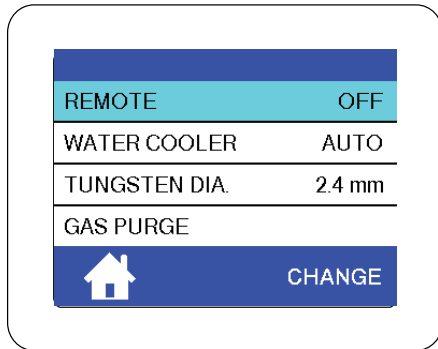 REMOTE OFF
WATER COOLER AUTO
TUNGSTEN DIA. 2.4 mm
GAS PURGE
CHANGE